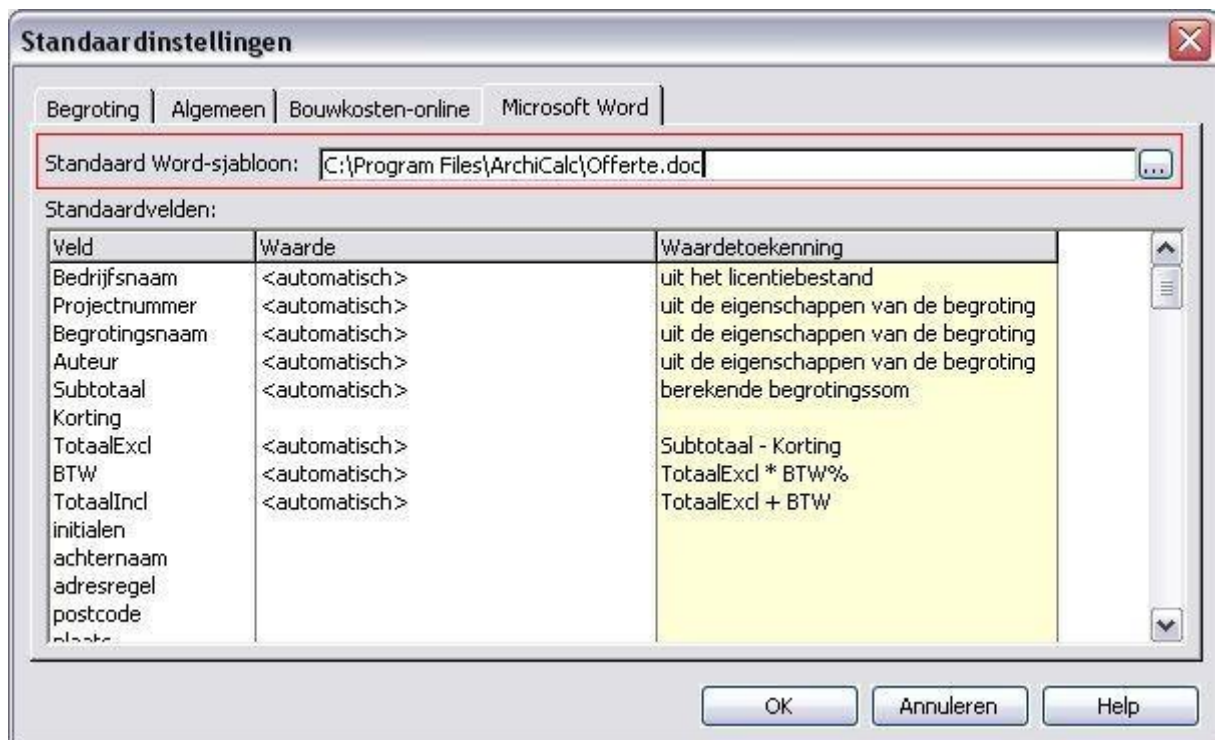 Standaardinstellingen
Begroting Algemeen Bouwkosten-online Microsoft Word
Standaard Word-sjabloon: C:\Program Files\ArchiCalc\Offerte.doc ...
Standaardvelden:
Veld Waarde Waardetoekenning
Bedrijfsnaam <automatisch> uit het licentiebestand
Projectnummer <automatisch> uit de eigenschappen van de begroting
Begrotingsnaam <automatisch> uit de eigenschappen van de begroting
Auteur <automatisch> uit de eigenschappen van de begroting
Subtotaal <automatisch> berekende begrotingssom
Korting
TotaalExcl <automatisch> Subtotaal - Korting
BTW <automatisch> TotaalExcl * BTW%
TotaalIncl <automatisch> TotaalExcl + BTW
initialen
achternaam
adresregel
postcode
OK Annuleren Help